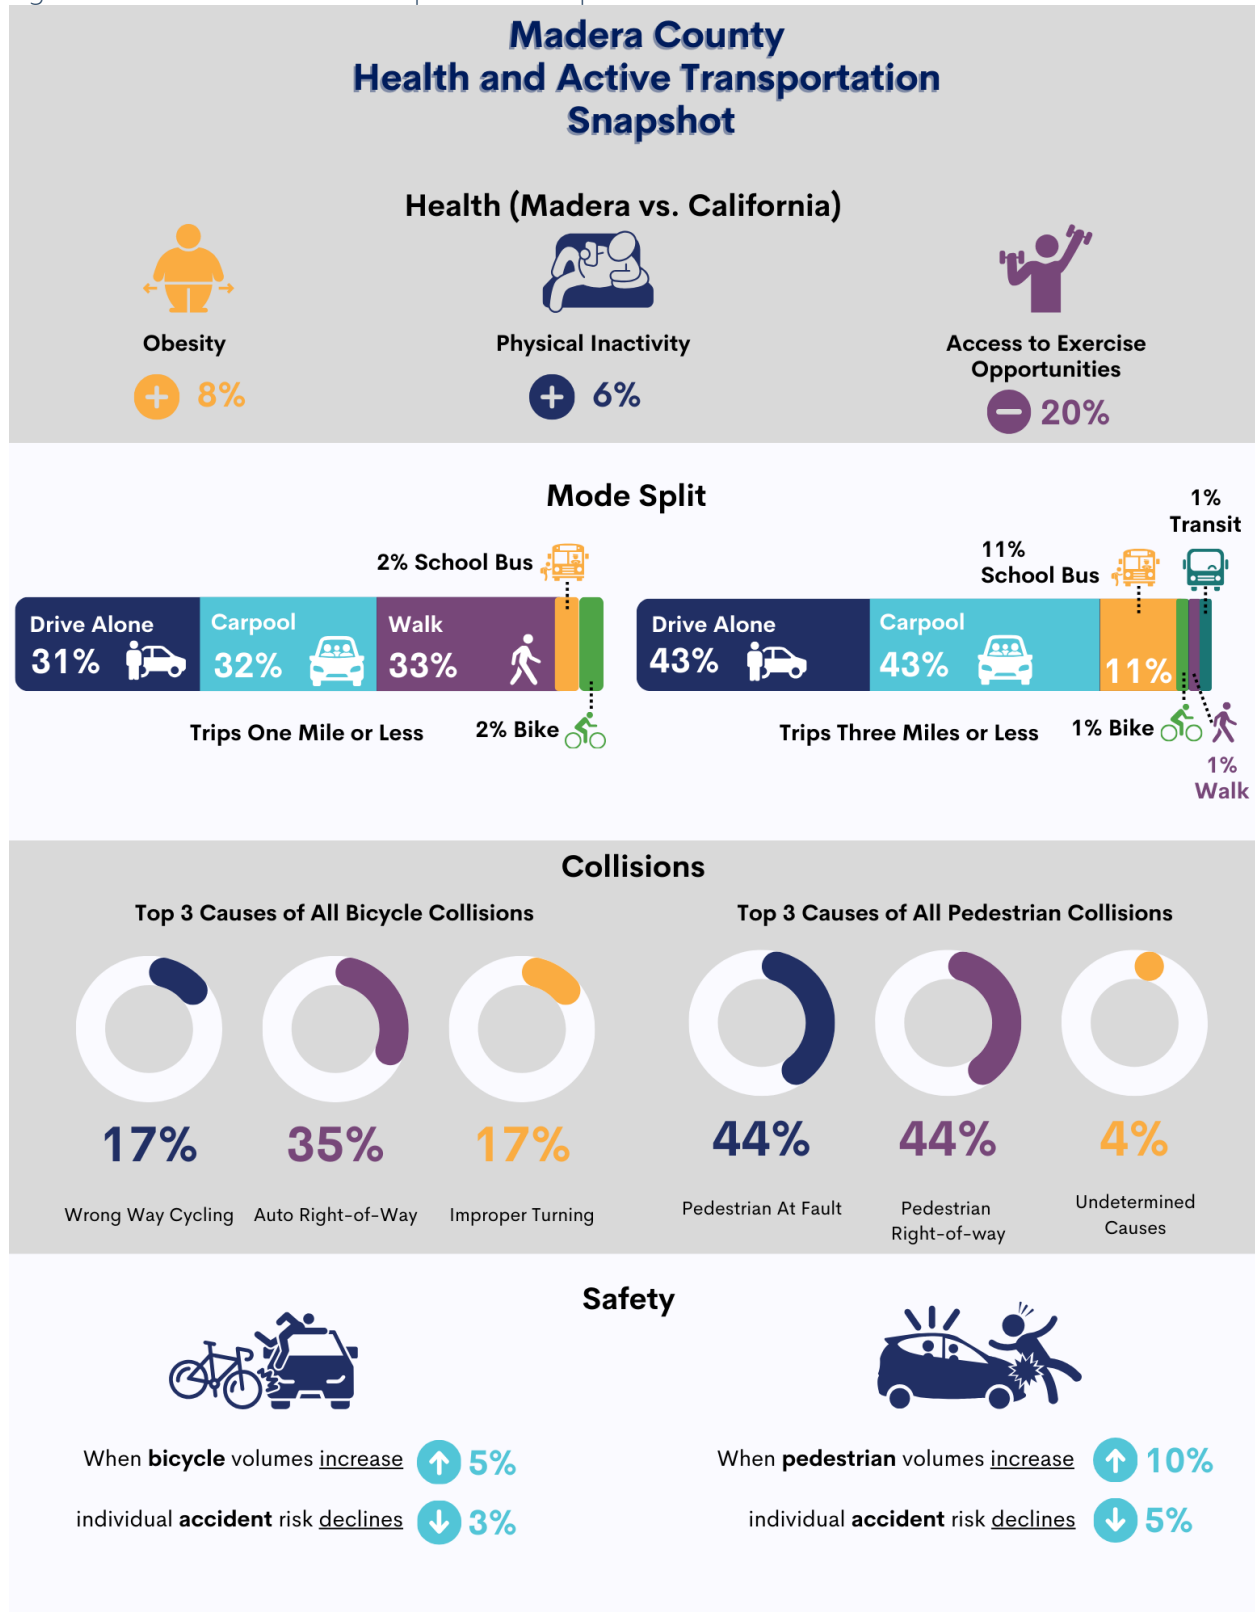 Madera County
Health and Active Transportation
Snapshot
Health (Madera vs. California)
Obesity
8%
Physical Inactivity
6%
Access to Exercise
Opportunities
20%
Mode Split
2% School Bus
Drive Alone
31%
Carpool
32%
Walk
33%
Trips One Mile or Less
2% Bike
1%
Transit
11%
School Bus
Drive Alone
43%
Carpool
43%
11%
Trips Three Miles or Less
1% Bike
1%
Walk
Collisions
Top 3 Causes of All Bicycle Collisions
17%
Wrong Way Cycling
35%
Auto Right-of-Way
17%
Improper Turning
Top 3 Causes of All Pedestrian Collisions
44%
Pedestrian At Fault
44%
Pedestrian
Right-of-way
4%
Undetermined
Causes
Safety
When bicycle volumes increase 5%
individual accident risk declines 3%
When pedestrian volumes increase 10%
individual accident risk declines 5%